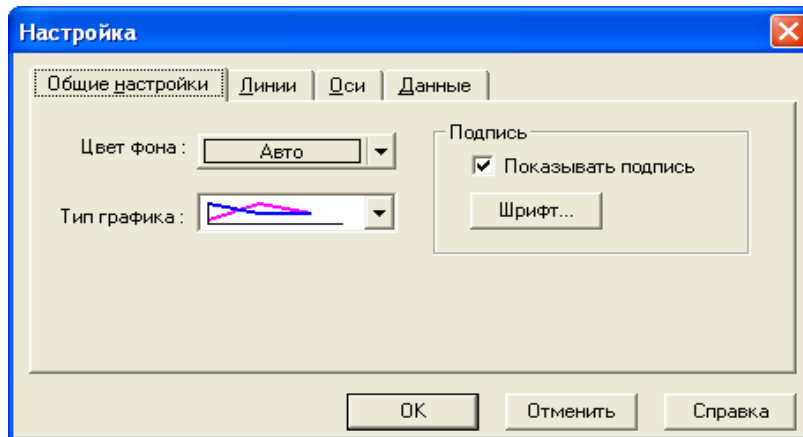 Настройка
Общие настройки Линии Оси Данные
Цвет фона : Авто
Подпись
Показывать подпись
Тип графика :
Шрифт...
OK Отменить Справка